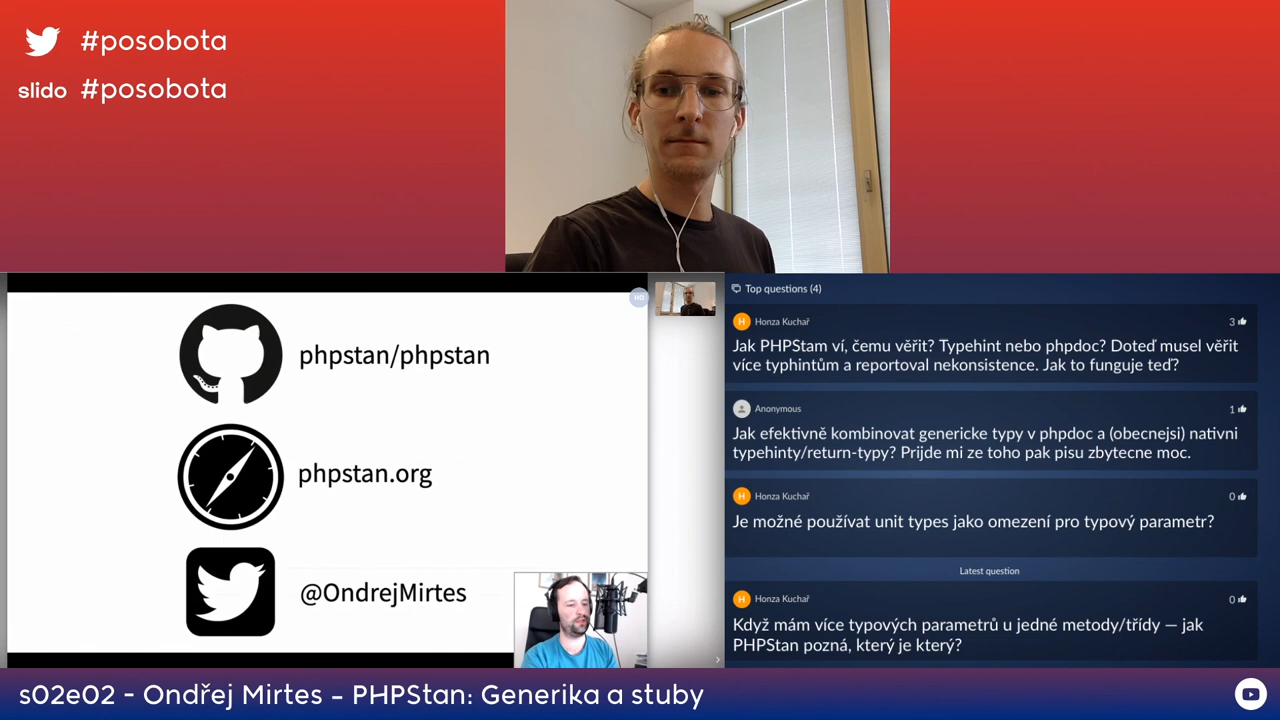 #posobota
slido #posobota
phpstan/phpstan
phpstan.org
@OndrejMirtes
HD
Top questions (4)
H Honza Kuchař 3
Jak PHPStam ví, čemu věřit? Typehint nebo phpdoc? Doteď musel věřit
více typhintům a reportoval nekonsistence. Jak to funguje teď?
Anonymous 1
Jak efektivně kombinovat genericke typy v phpdoc a (obecnejsi) nativni
typehinty/return-typy? Prijde mi ze toho pak pisu zbytecne moc.
H Honza Kuchař 0
Je možné používat unit types jako omezení pro typový parametr?
Latest question
H Honza Kuchař 0
Když mám více typových parametrů u jedné metody/třídy — jak
PHPStan pozná, který je který?
s02e02 - Ondřej Mirtes – PHPStan: Generika a stuby